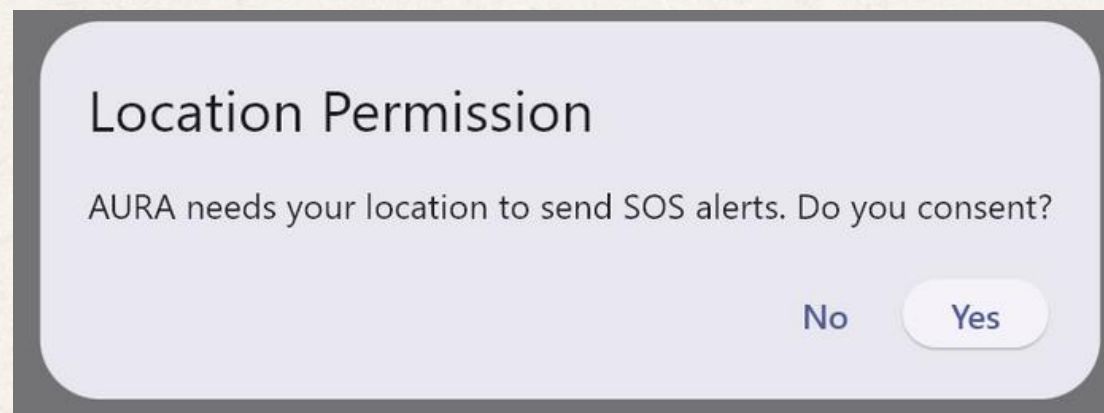 Location Permission
AURA needs your location to send SOS alerts. Do you consent?
No Yes